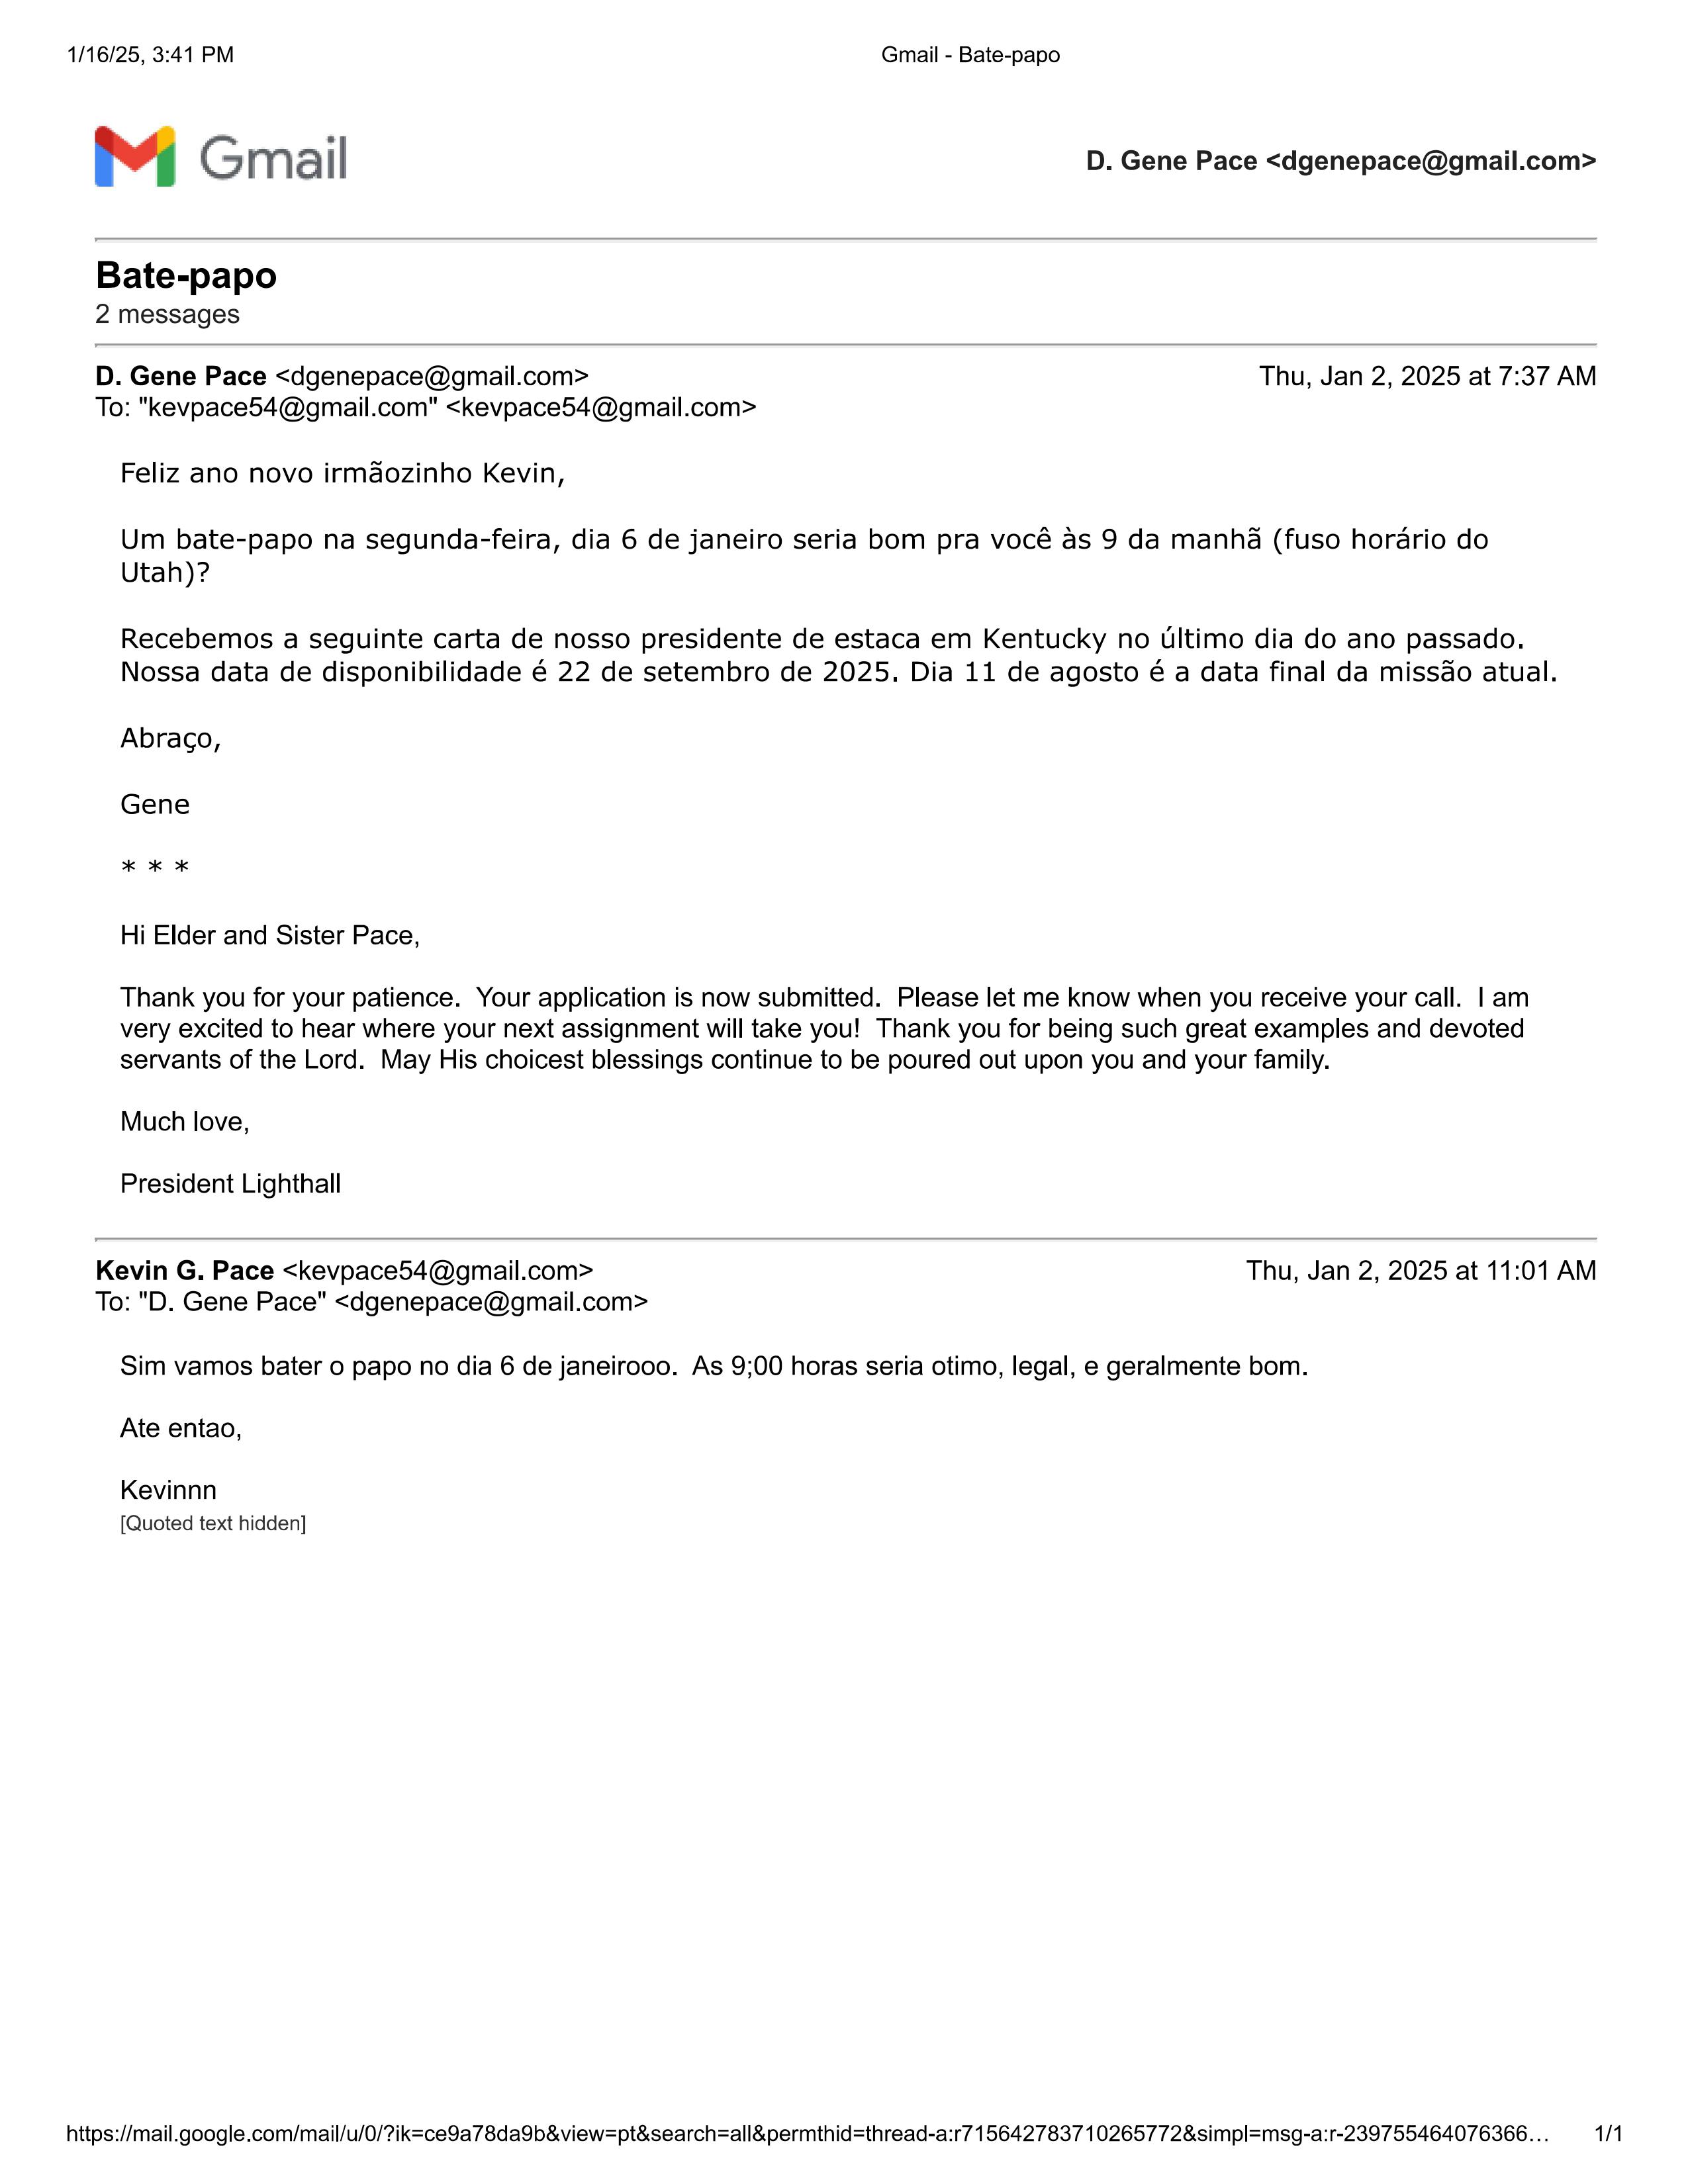 1/16/25, 3:41 PM
Gmail - Bate-papo
Gmail
D. Gene Pace <dgenepace@gmail.com>
Bate-papo
2 messages
D. Gene Pace <dgenepace@gmail.com>
Thu, Jan 2, 2025 at 7:37 AM
To: "kevpace54@gmail.com" <kevpace54@gmail.com>
Feliz ano novo irmãozinho Kevin,
Um bate-papo na segunda-feira, dia 6 de janeiro seria bom pra você às 9 da manhã (fuso horário do
Utah)?
Recebemos a seguinte carta de nosso presidente de estaca em Kentucky no último dia do ano passado.
Nossa data de disponibilidade é 22 de setembro de 2025. Dia 11 de agosto é a data final da missão atual.
Abraço,
Gene
* * *
Hi Elder and Sister Pace,
Thank you for your patience.  Your application is now submitted.  Please let me know when you receive your call.  I am
very excited to hear where your next assignment will take you!  Thank you for being such great examples and devoted
servants of the Lord.  May His choicest blessings continue to be poured out upon you and your family.
Much love,
President Lighthall
Kevin G. Pace <kevpace54@gmail.com>
Thu, Jan 2, 2025 at 11:01 AM
To: "D. Gene Pace" <dgenepace@gmail.com>
Sim vamos bater o papo no dia 6 de janeirooo.  As 9;00 horas seria otimo, legal, e geralmente bom.
Ate entao,
Kevinnn
[Quoted text hidden]
https://mail.google.com/mail/u/0/?ik=ce9a78da9b&view=pt&search=all&permthid=thread-a:r715642783710265772&simpl=msg-a:r-239755464076366…
1/1